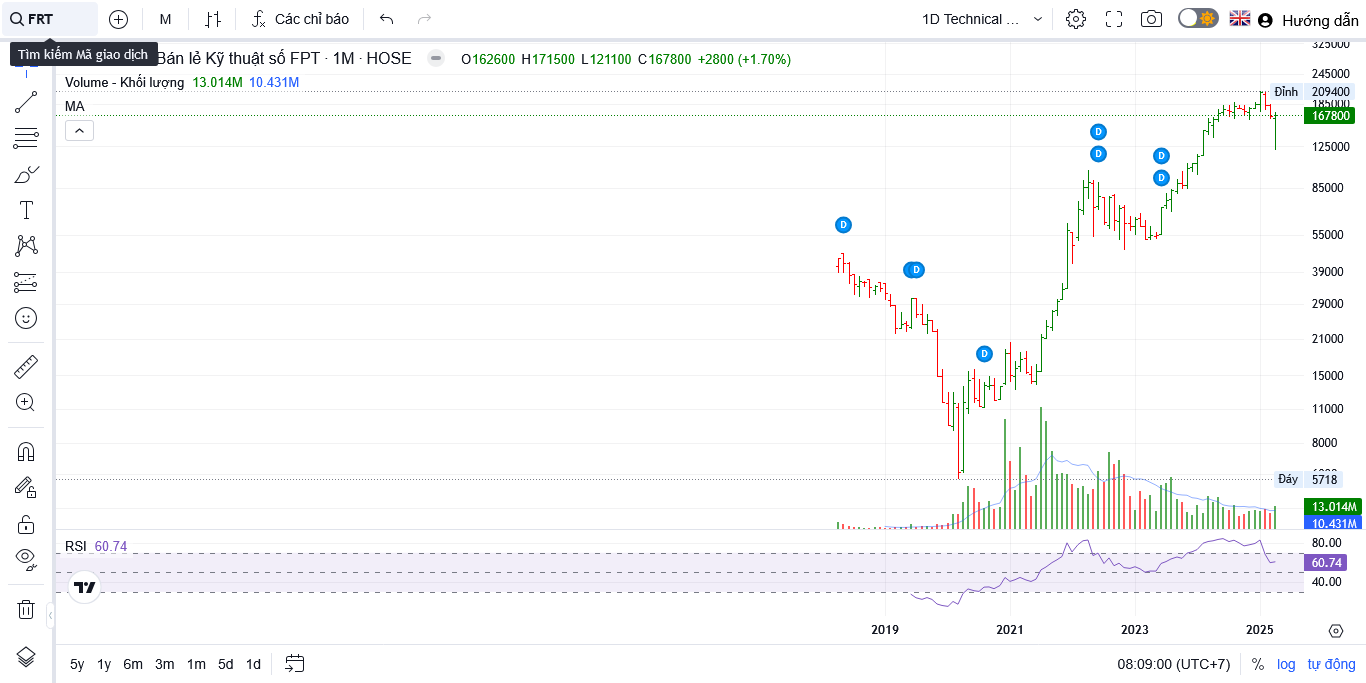 FRT
M
Các chỉ báo
1D Technical ...
Hướng dẫn
Tìm kiếm Mã giao dịch
Bán lẻ Kỹ thuật số FPT · 1M · HOSE
O162600 H171500 L121100 C167800 +2800 (+1.70%)
Volume - Khối lượng 13.014M 10.431M
MA
325000
245000
Đỉnh 209400
185000
167800
125000
85000
55000
39000
29000
21000
15000
11000
8000
Đáy 5718
13.014M
10.431M
D
D
D
D
D
D
D
D
RSI 60.74
80.00
60.74
40.00
2019
2021
2023
2025
5y 1y 6m 3m 1m 5d 1d
08:09:00 (UTC+7) % log tự động